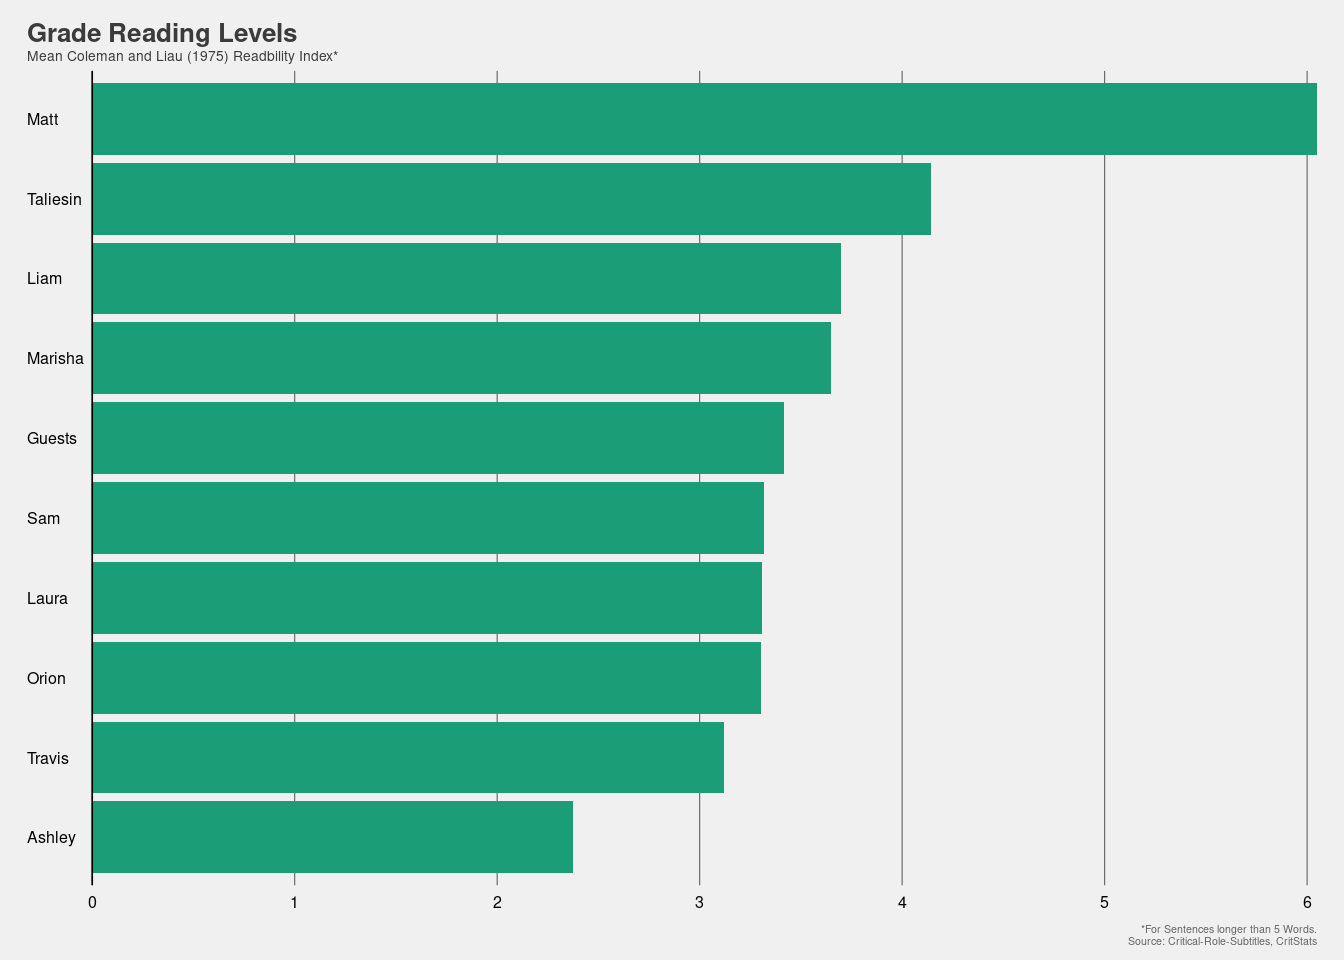 Grade Reading Levels
Mean Coleman and Liau (1975) Readbility Index*
Matt
Taliesin
Liam
Marisha
Guests
Sam
Laura
Orion
Travis
Ashley
0 1 2 3 4 5 6
*For Sentences longer than 5 Words.
Source: Critical-Role-Subtitles, CritStats